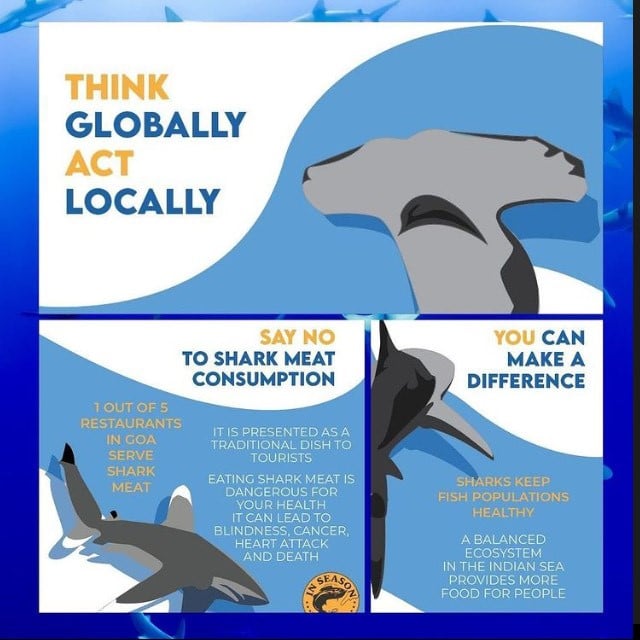 THINK
GLOBALLY
ACT
LOCALLY
SAY NO
TO SHARK MEAT
CONSUMPTION
1 OUT OF 5
RESTAURANTS
IN GOA
SERVE
SHARK
MEAT
IT IS PRESENTED AS A
TRADITIONAL DISH TO
TOURISTS
EATING SHARK MEAT IS
DANGEROUS FOR
YOUR HEALTH
IT CAN LEAD TO
BLINDNESS, CANCER,
HEART ATTACK
AND DEATH
IN SEASON
YOU CAN
MAKE A
DIFFERENCE
SHARKS KEEP
FISH POPULATIONS
HEALTHY
A BALANCED
ECOSYSTEM
IN THE INDIAN SEA
PROVIDES MORE
FOOD FOR PEOPLE